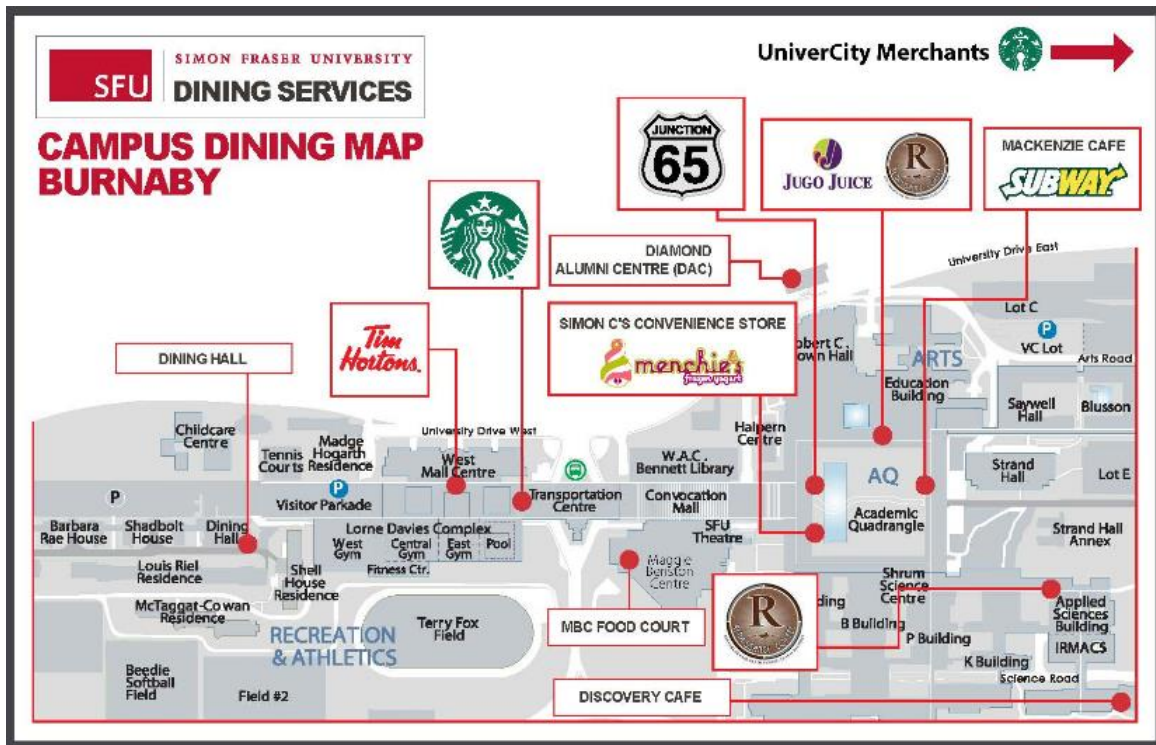 SFU
SIMON FRASER UNIVERSITY
DINING SERVICES
CAMPUS DINING MAP
BURNABY
UniverCity Merchants
JUNCTION
65
JUGO JUICE
R
MACKENZIE CAFE
SUBWAY
DIAMOND
ALUMNI CENTRE (DAC)
University Drive East
Tim
Hortons.
SIMON C'S CONVENIENCE STORE
menchie's
frozen yogurt
DINING HALL
Lot C
P
VC Lot
Arts Road
ARTS
Education
Building
Saywell
Hall
Blusson
Childcare
Centre
Tennis
Courts
Madge
Hogarth
Residence
University Drive West
West
Mall Centre
W.A.C.
Bennett Library
Halpern
Centre
AQ
Strand
Hall
Lot E
P
P
Visitor Parkade
Transportation
Centre
Convocation
Mall
Academic
Quadrangle
Barbara
Rae House
Shadbolt
House
Dining
Hall
Lorne Davies Complex
West
Gym
Central
Gym
East
Gym
Pool
Fitness Ctr.
SFU
Theatre
Strand Hall
Annex
Louis Riel
Residence
Shell
House
Residence
Maggie
Benston
Centre
Shrum
Science
Centre
McTaggat-Cowan
Residence
Terry Fox
Field
RECREATION
& ATHLETICS
MBC FOOD COURT
R
B Building
P Building
K Building
Applied
Sciences
Building
IRMACS
Science Road
Beedie
Softball
Field
Field #2
DISCOVERY CAFE